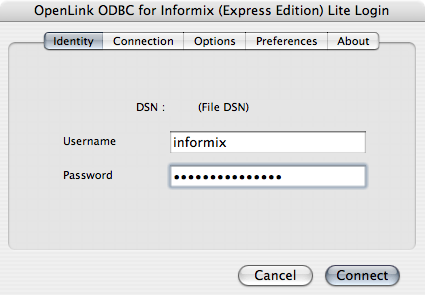 OpenLink ODBC for Informix (Express Edition) Lite Login
Identity Connection Options Preferences About
DSN : (File DSN)
Username informix
Password •••••••••••••••
Cancel Connect